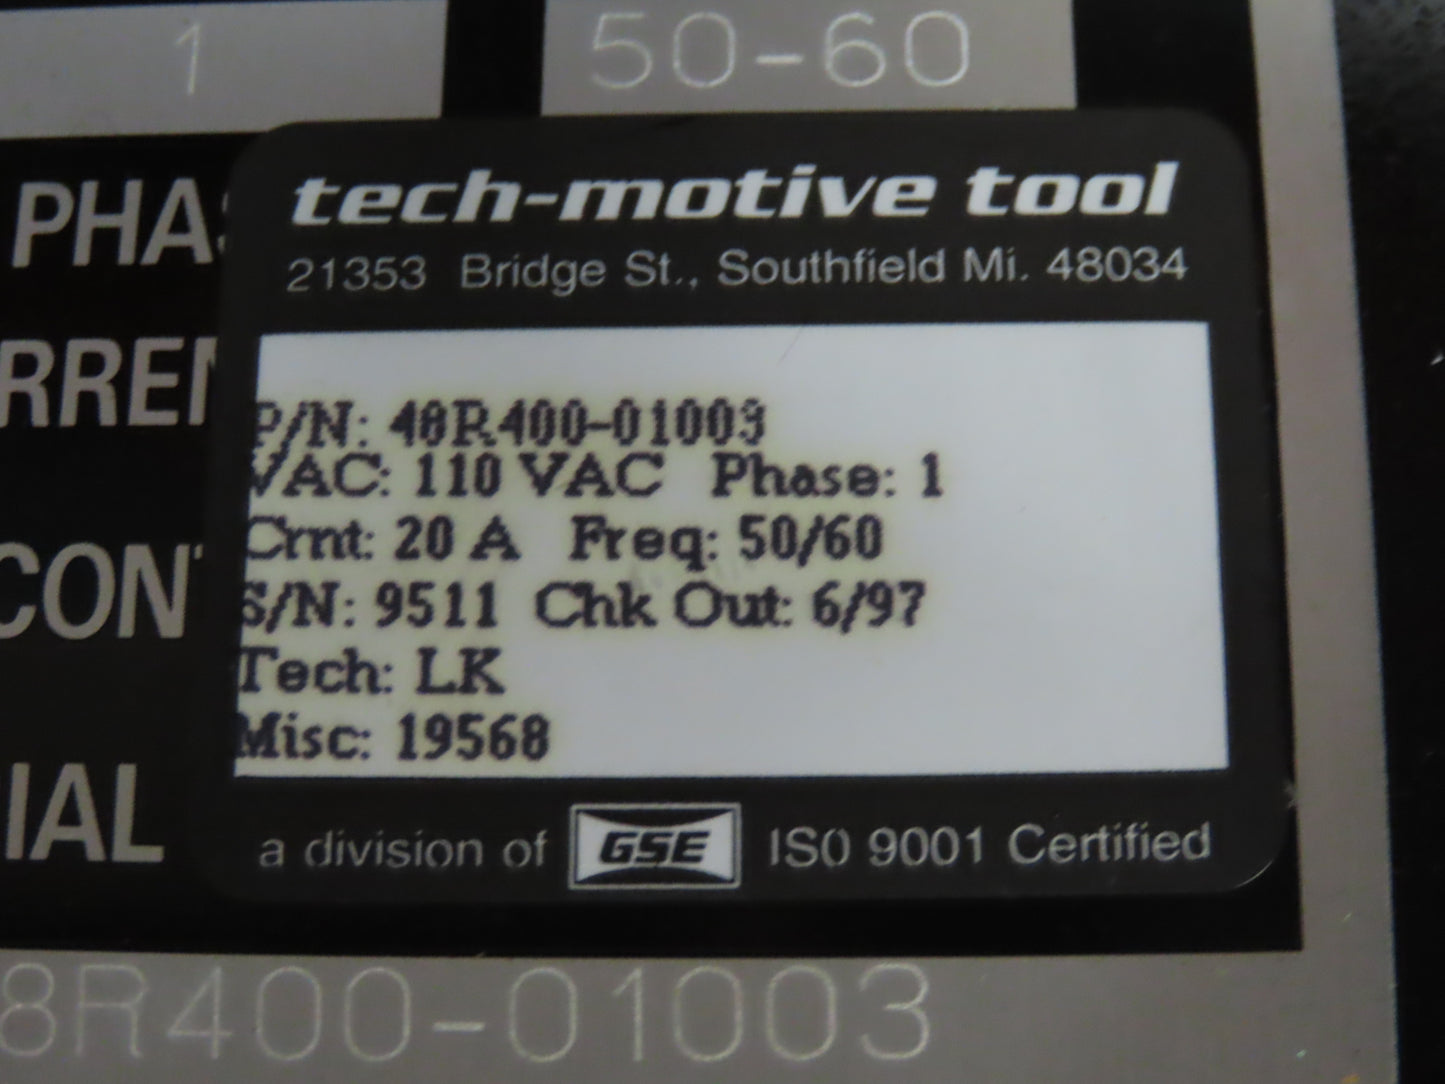 1 50-60
tech-motive tool
21353 Bridge St., Southfield Mi. 48034
PHAS
RREN
CONT
IAL
P/N: 48R400-01003
VAC: 110 VAC Phase: 1
Crnt: 20 A Freq: 50/60
S/N: 9511 Chk Out: 6/97
Tech: LK
Misc: 19568
a division of GSE ISO 9001 Certified
8R400-01003